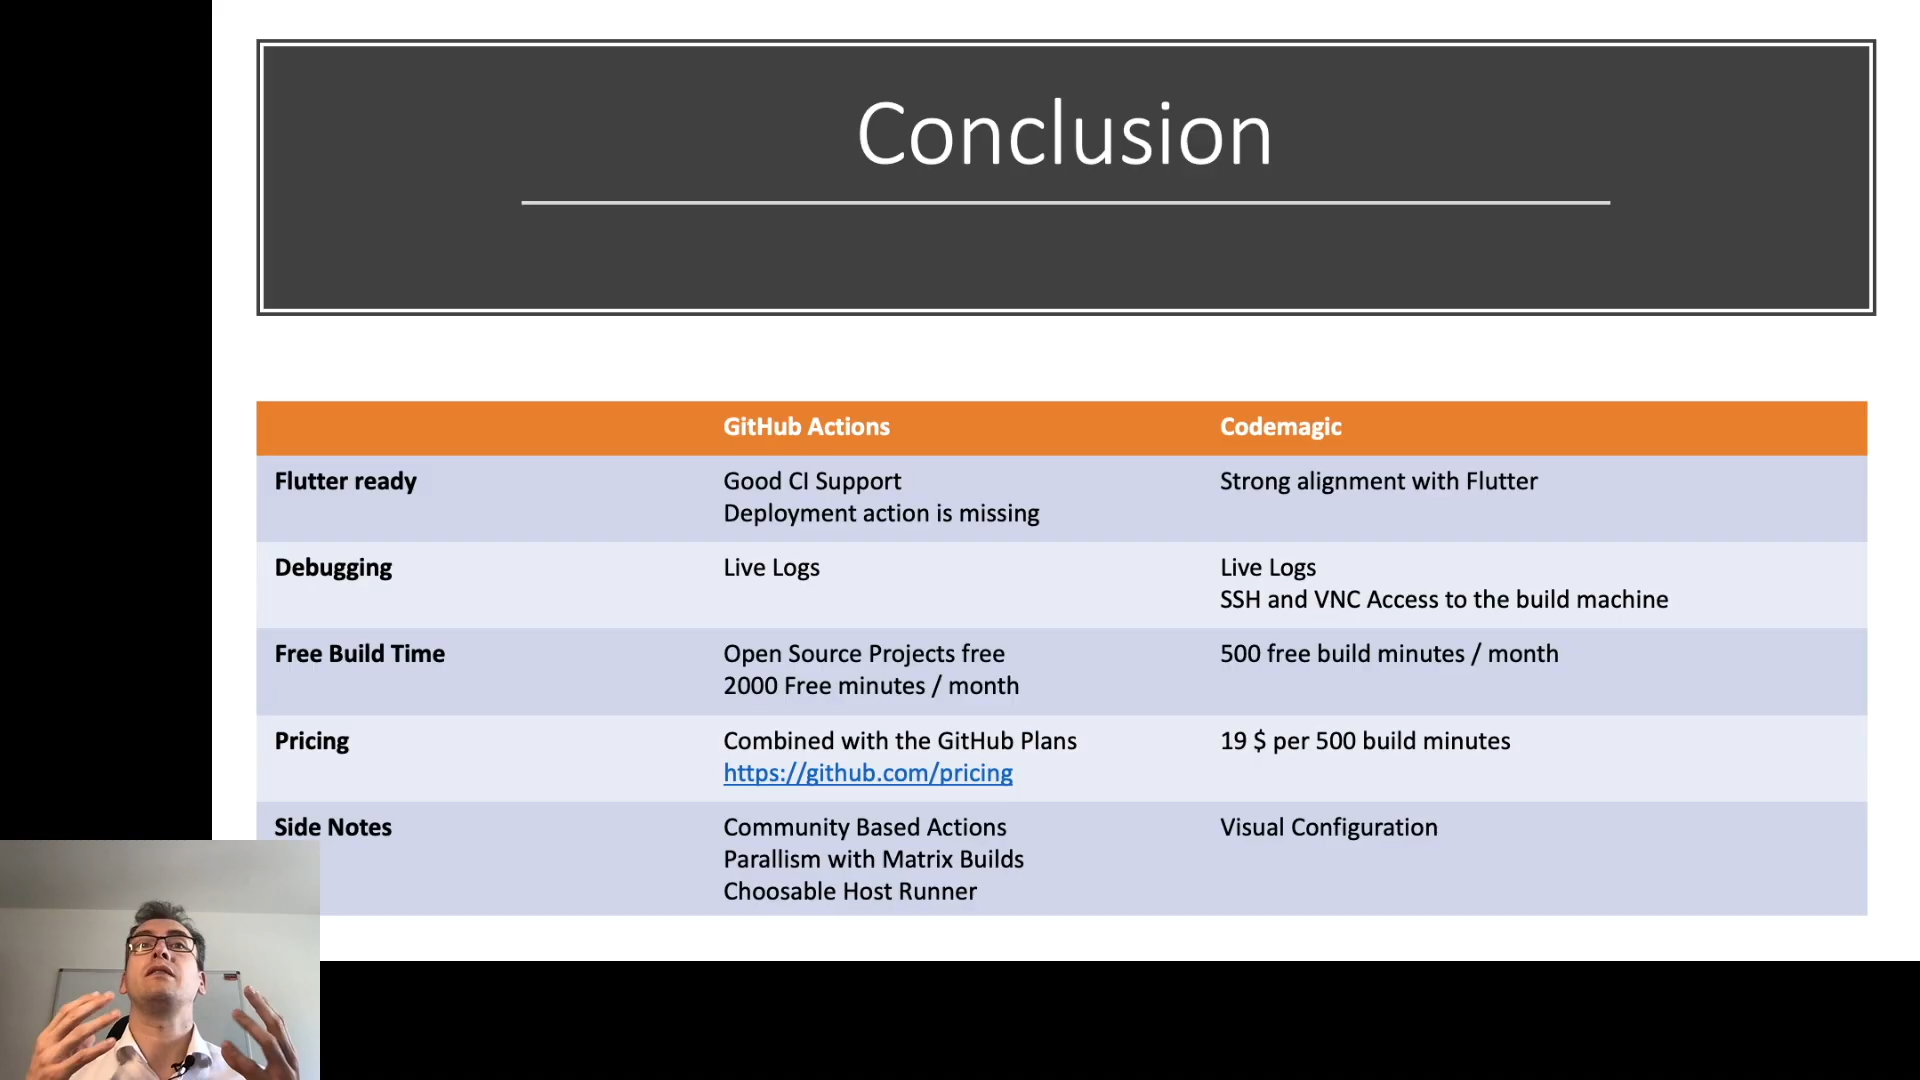 Conclusion
GitHub Actions
Codemagic
Flutter ready
Good CI Support
Deployment action is missing
Strong alignment with Flutter
Debugging
Live Logs
Live Logs
SSH and VNC Access to the build machine
Free Build Time
Open Source Projects free
2000 Free minutes / month
500 free build minutes / month
Pricing
Combined with the GitHub Plans
https://github.com/pricing
19 $ per 500 build minutes
Side Notes
Community Based Actions
Parallism with Matrix Builds
Choosable Host Runner
Visual Configuration